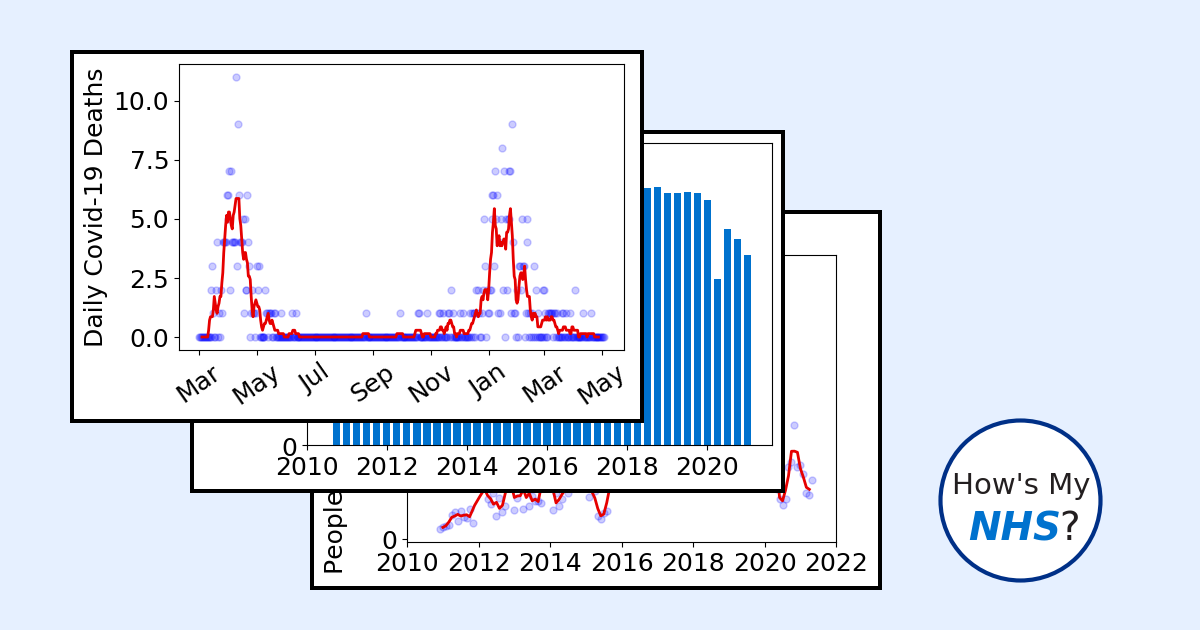 Daily Covid-19 Deaths
10.0
7.5
5.0
2.5
0.0
Mar May Jul Sep Nov Jan Mar May
0
2010 2012 2014 2016 2018 2020
People
0
2010 2012 2014 2016 2018 2020 2022
How's My
NHS?